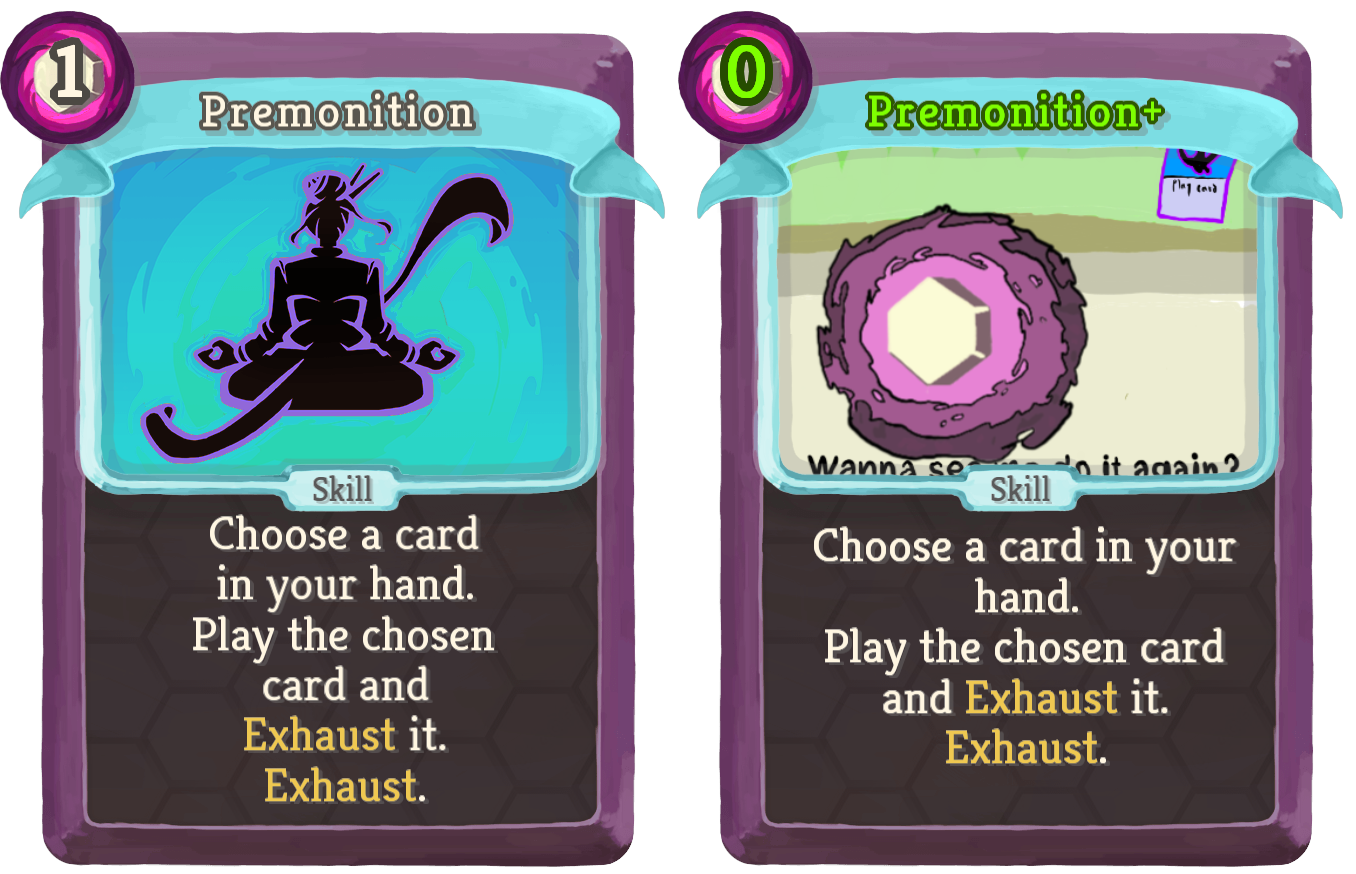 1
Premonition
Skill
Choose a card
in your hand.
Play the chosen
card and
Exhaust it.
Exhaust.
0
Premonition+
Play card
Wanna do it again?
Skill
Choose a card in your
hand.
Play the chosen card
and Exhaust it.
Exhaust.